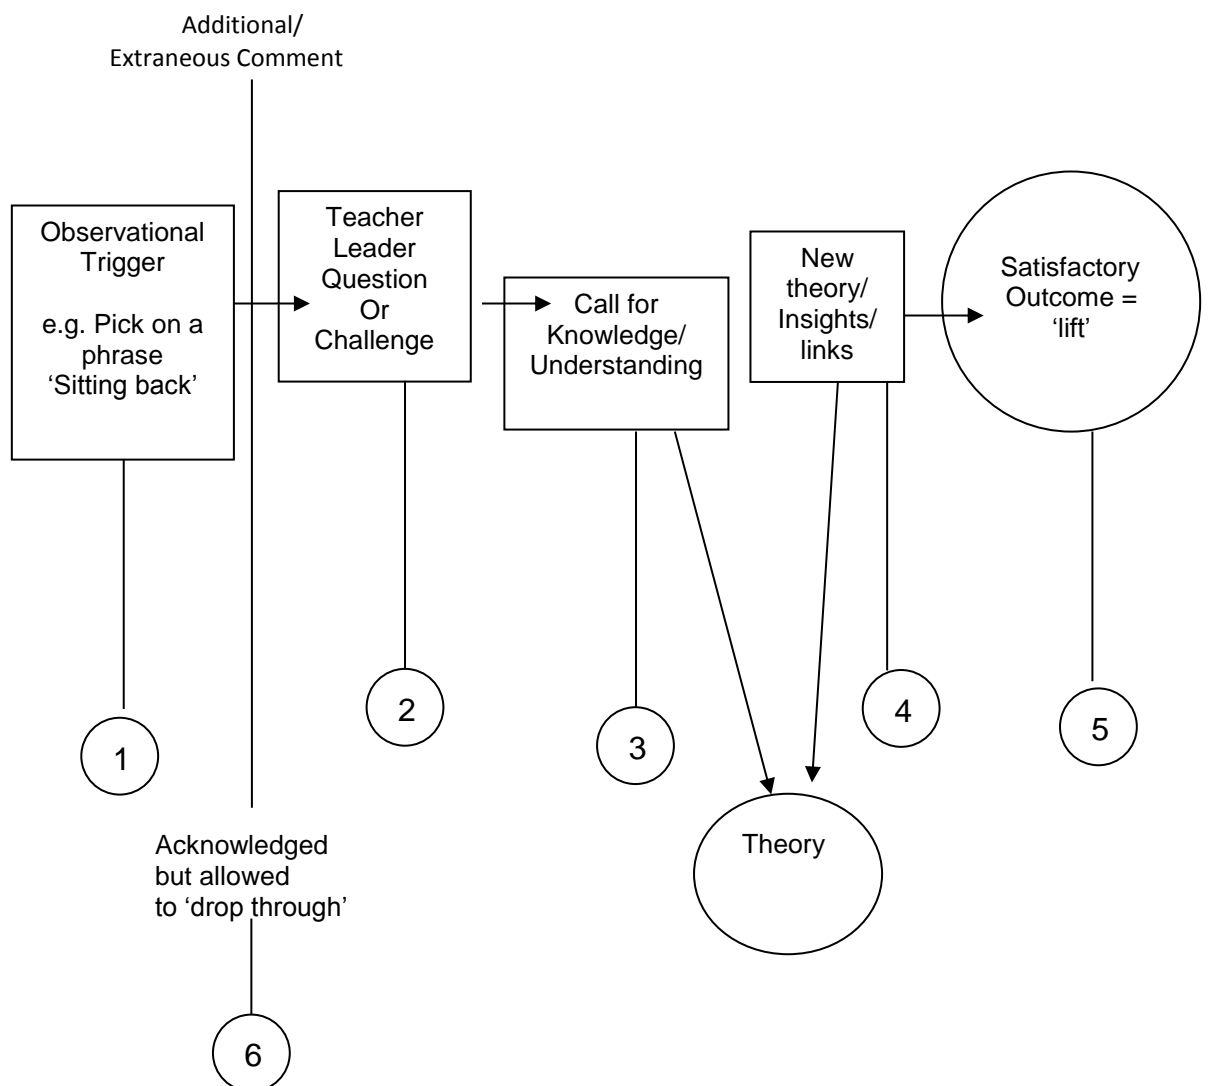 Additional/
Extraneous Comment
Observational
Trigger
e.g. Pick on a
phrase
‘Sitting back’
Teacher
Leader
Question
Or
Challenge
Call for
Knowledge/
Understanding
New
theory/
Insights/
links
Satisfactory
Outcome =
‘lift’
1
2
3
4
5
Acknowledged
but allowed
to ‘drop through’
Theory
6